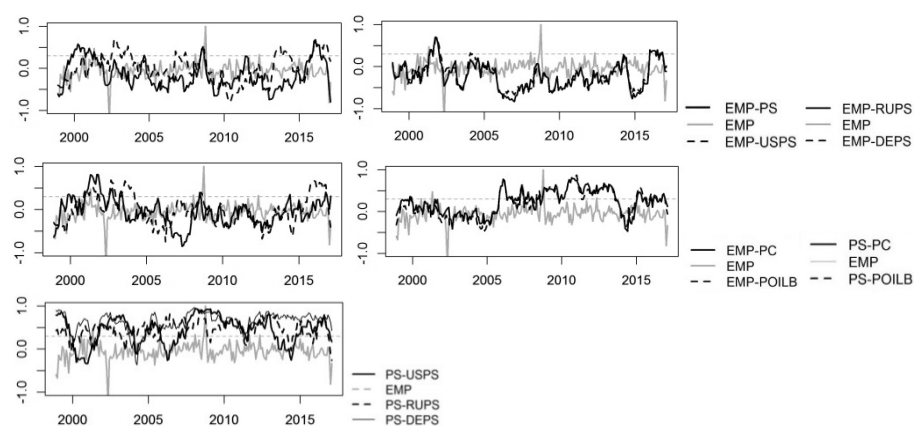 -1.0 0.0 1.0
2000 2005 2010 2015
-1.0 0.0 1.0
2000 2005 2010 2015
EMP-PS EMP-RUPS
EMP EMP
EMP-USPS EMP-DEPS
-1.0 0.0 1.0
2000 2005 2010 2015
-1.0 0.0 1.0
2000 2005 2010 2015
EMP-PC PS-PC
EMP EMP
EMP-POILB PS-POILB
-1.0 0.0 1.0
2000 2005 2010 2015
PS-USPS
EMP
PS-RUPS
PS-DEPS